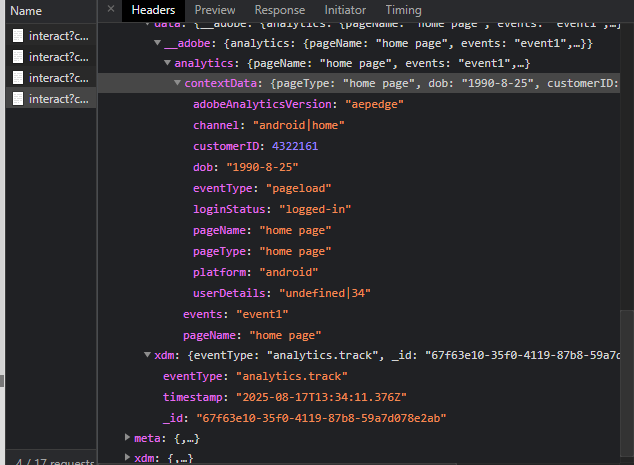 Name
× Headers Preview Response Initiator Timing
data: {__adobe: {analytics: {pageName: "home page", events: "event1",…
interact?c...
__adobe: {analytics: {pageName: "home page", events: "event1",…}}
interact?c...
analytics: {pageName: "home page", events: "event1",…}
interact?c...
contextData: {pageType: "home page", dob: "1990-8-25", customerID:
interact?c...
adobeAnalyticsVersion: "aepedge"
channel: "android|home"
customerID: 4322161
dob: "1990-8-25"
eventType: "pageload"
loginStatus: "logged-in"
pageName: "home page"
pageType: "home page"
platform: "android"
userDetails: "undefined|34"
events: "event1"
pageName: "home page"
xdm: {eventType: "analytics.track", _id: "67f63e10-35f0-4119-87b8-59a7d
eventType: "analytics.track"
timestamp: "2025-08-17T13:34:11.376Z"
_id: "67f63e10-35f0-4119-87b8-59a7d078e2ab"
meta: {,…}
xdm: {,…}
4 / 17 requests